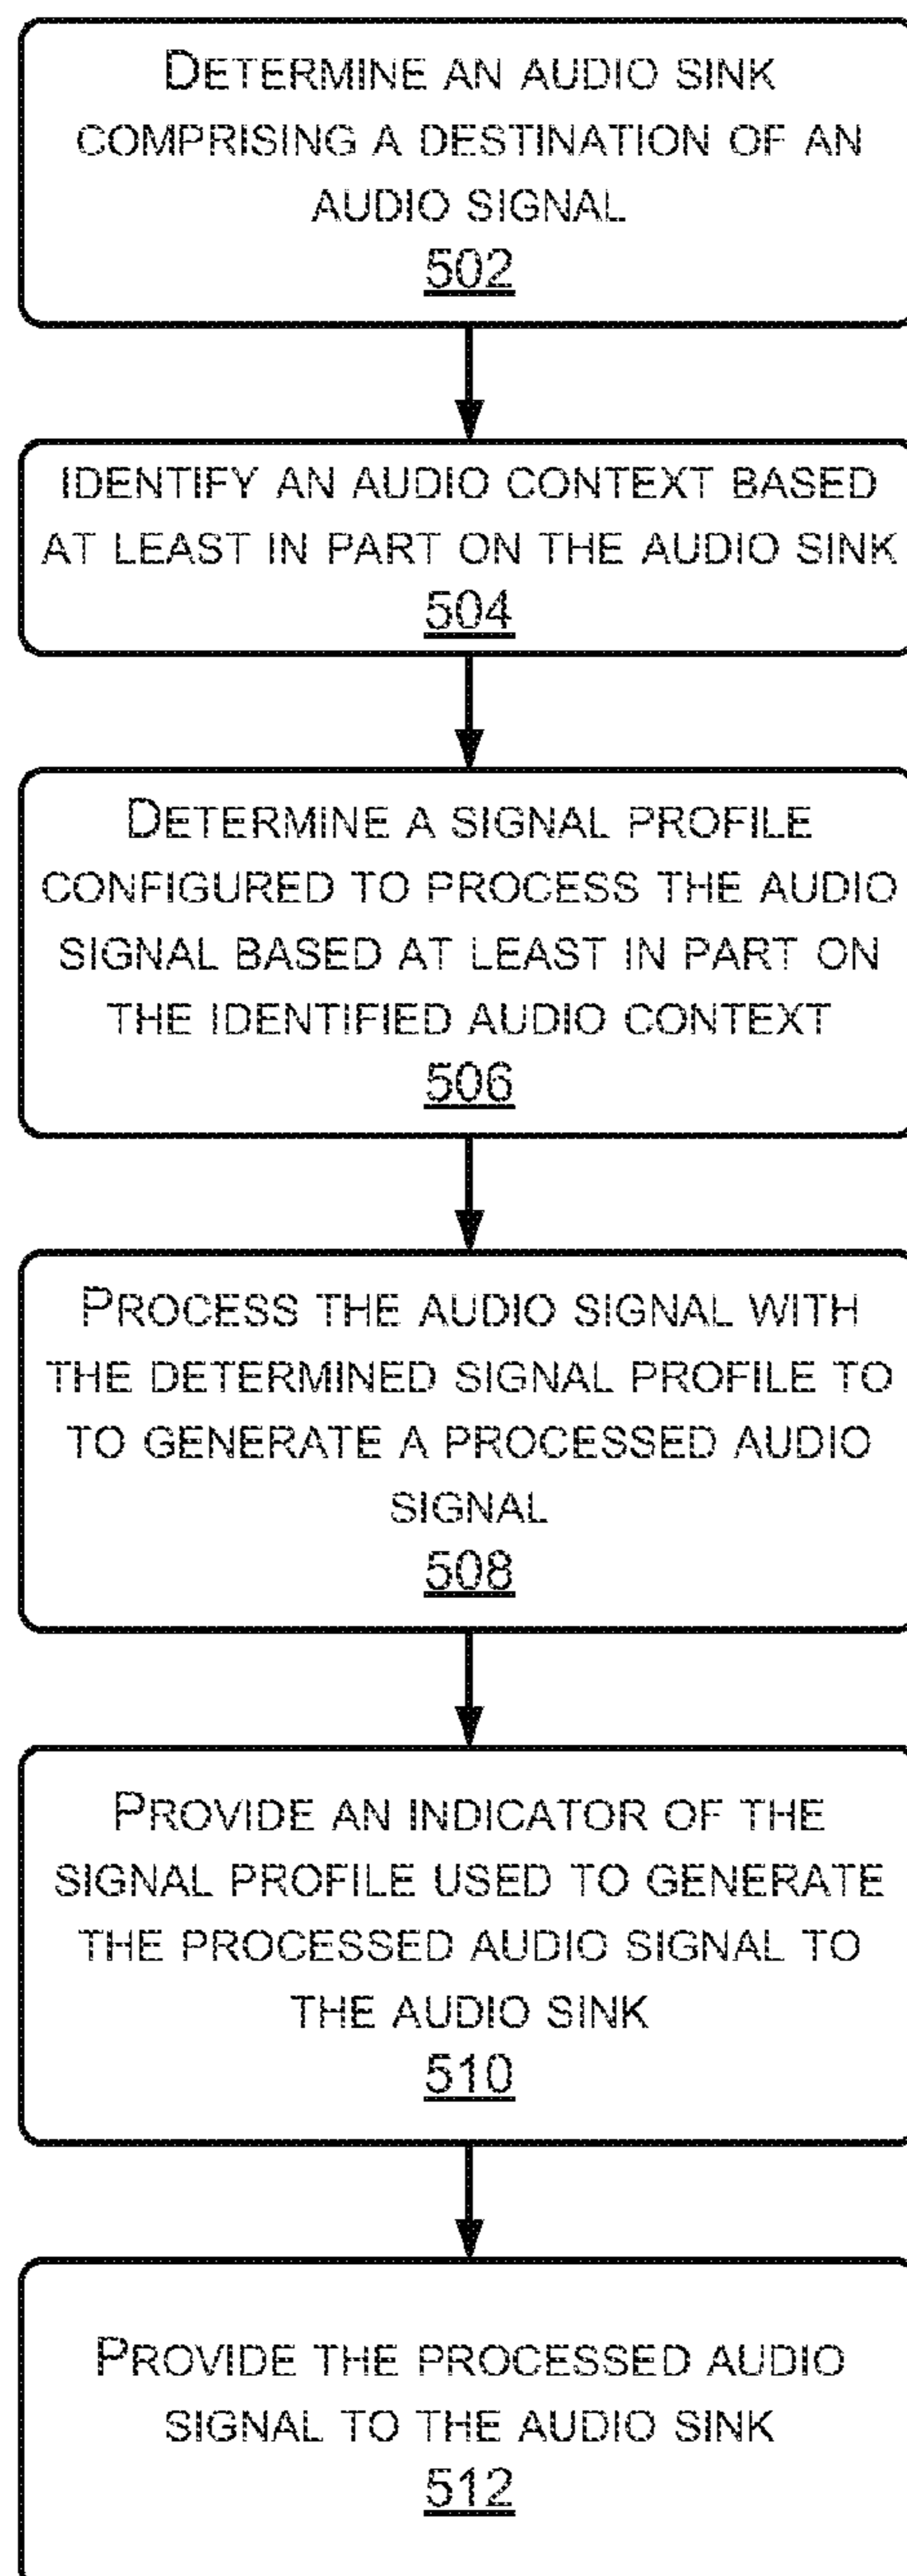 DETERMINE AN AUDIO SINK
COMPRISING A DESTINATION OF AN
AUDIO SIGNAL
502
IDENTIFY AN AUDIO CONTEXT BASED
AT LEAST IN PART ON THE AUDIO SINK
504
DETERMINE A SIGNAL PROFILE
CONFIGURED TO PROCESS THE AUDIO
SIGNAL BASED AT LEAST IN PART ON
THE IDENTIFIED AUDIO CONTEXT
506
PROCESS THE AUDIO SIGNAL WITH
THE DETERMINED SIGNAL PROFILE TO
TO GENERATE A PROCESSED AUDIO
SIGNAL
508
PROVIDE AN INDICATOR OF THE
SIGNAL PROFILE USED TO GENERATE
THE PROCESSED AUDIO SIGNAL TO
THE AUDIO SINK
510
PROVIDE THE PROCESSED AUDIO
SIGNAL TO THE AUDIO SINK
512